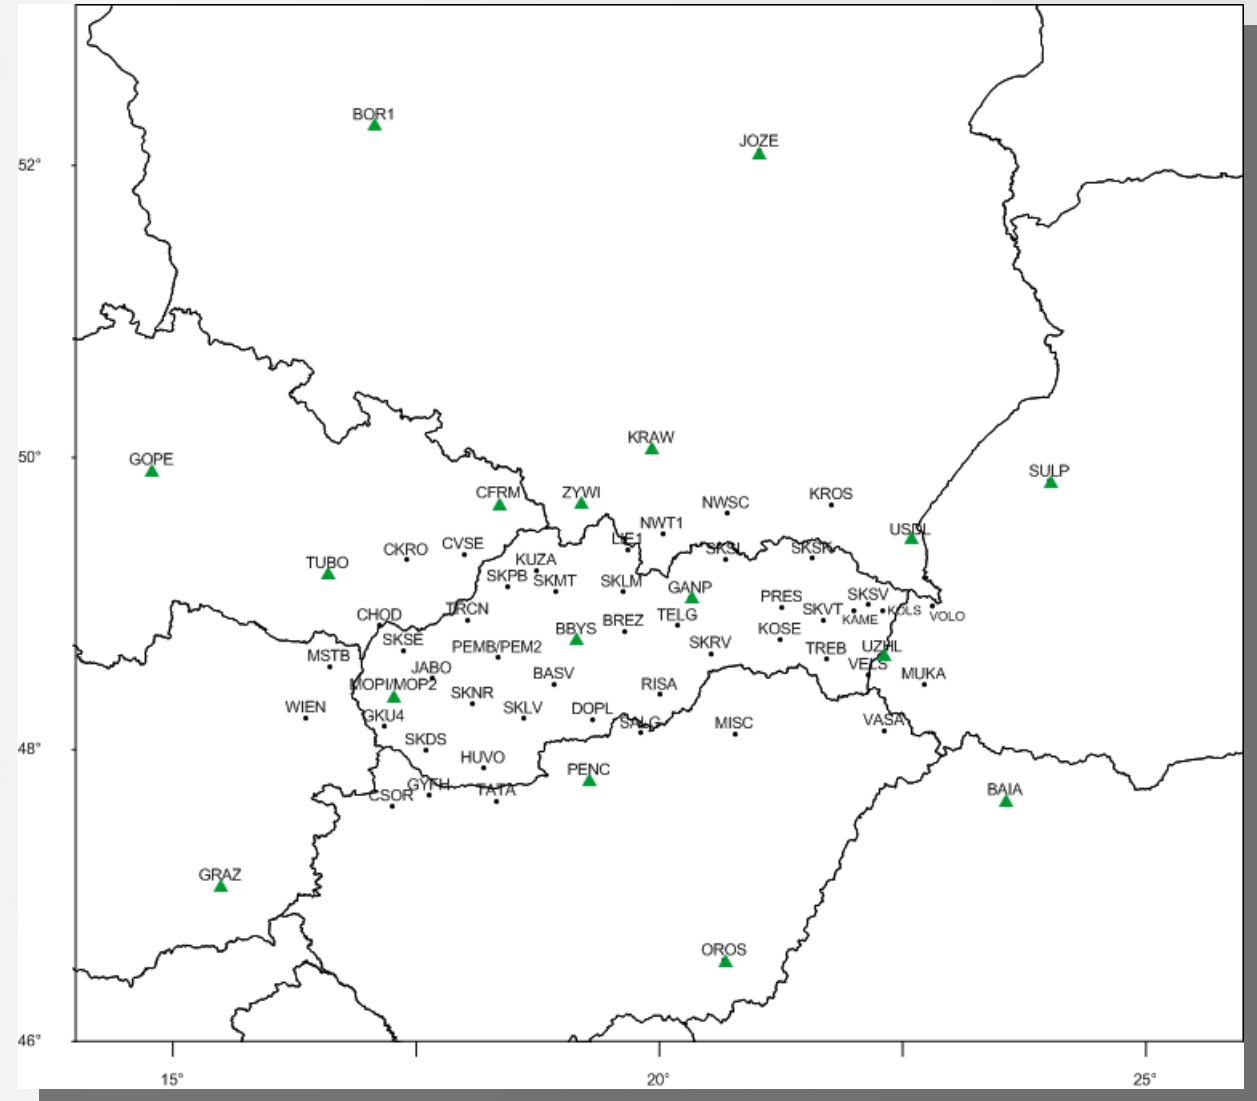 BOR1
JOZE
52°
KRAW
50°
GOPE
SULP
CFRM
ZYWI
KROS
NWSC
NWT1
USDL
LIE1
CVSE
CKRO
SKSL
SKSK
KUZA
TUBO
SKPB
SKMT
SKLM
GANP
PRES
SKSV
TRCN
CHOD
SKVT
KOLS
VOLO
KAME
TELG
BREZ
BBYS
KOSE
SKSE
PEMB/PEM2
SKRV
TREB
UZHL
MSTB
VELS
JABO
BASV
MUKA
MOPI/MOP2
RISA
SKNR
WIEN
GKU4
SKLV
DOPL
SALG
MISC
VASA
SKDS
48°
HUVO
PENC
GYFH
TATA
CSOR
BAIA
GRAZ
OROS
46°
15°
20°
25°